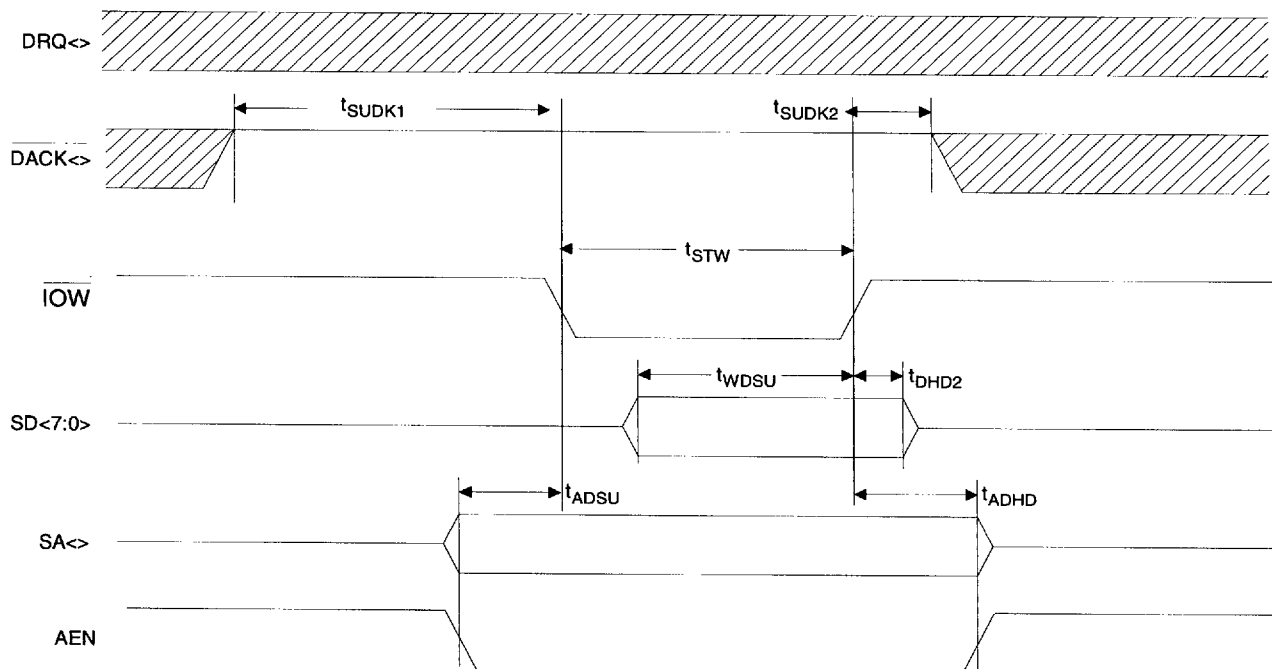 DRQ<>
tSUDK1
tSUDK2
DACK<>
tSTW
IOW
tWDSU
tDHD2
SD<7:0>
tADSU
tADHD
SA<>
AEN